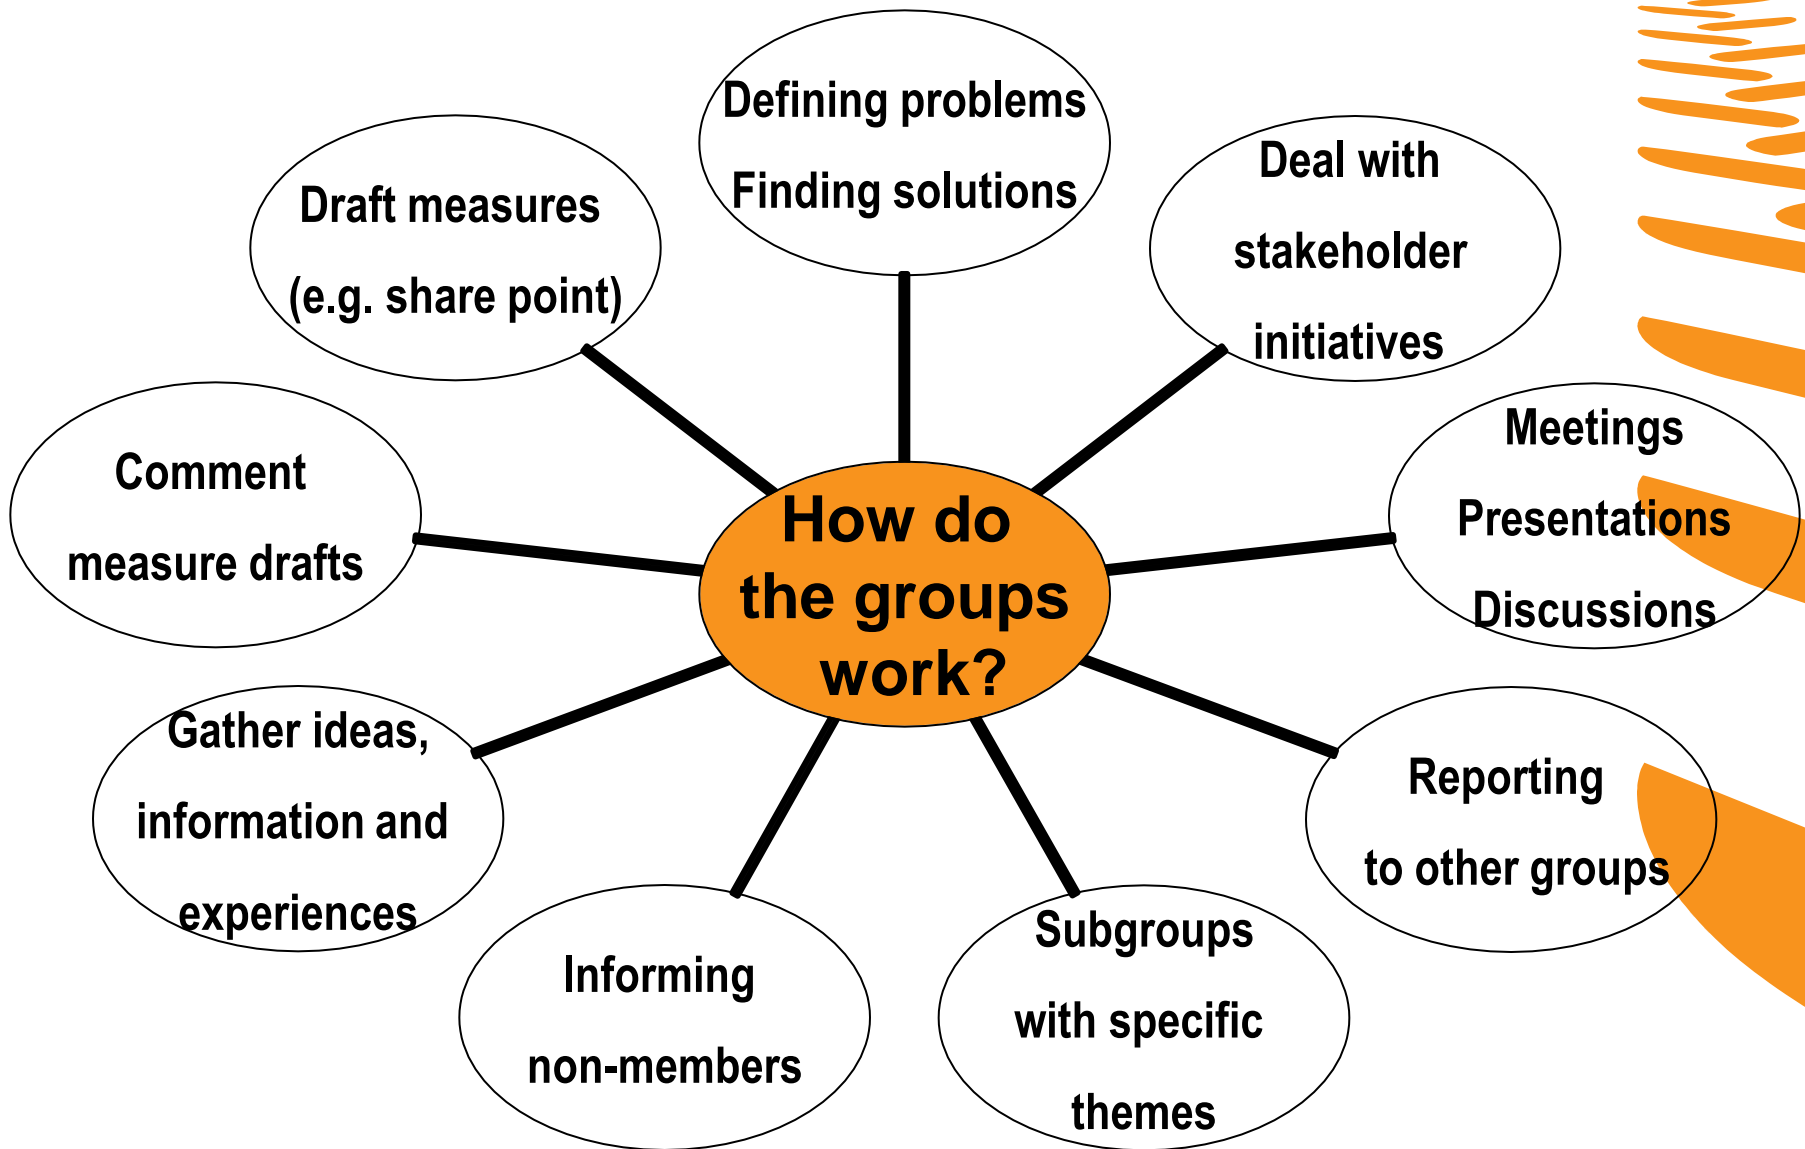 Defining problems
Finding solutions
Deal with
stakeholder
initiatives
Meetings
Presentations
Discussions
Reporting
to other groups
Subgroups
with specific
themes
Informing
non-members
Gather ideas,
information and
experiences
Comment
measure drafts
Draft measures
(e.g. share point)
How do
the groups
work?